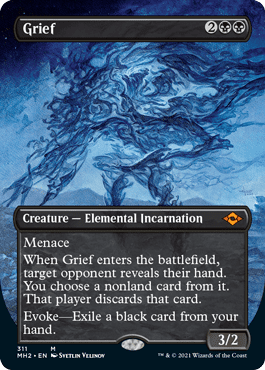 Grief 2
Creature — Elemental Incarnation
Menace
When Grief enters the battlefield,
target opponent reveals their hand.
You choose a nonland card from it.
That player discards that card.
Evoke—Exile a black card from your
hand.
3/2
311 M
MH2 • EN SVETLIN VELINOV ™ & © 2021 Wizards of the Coast